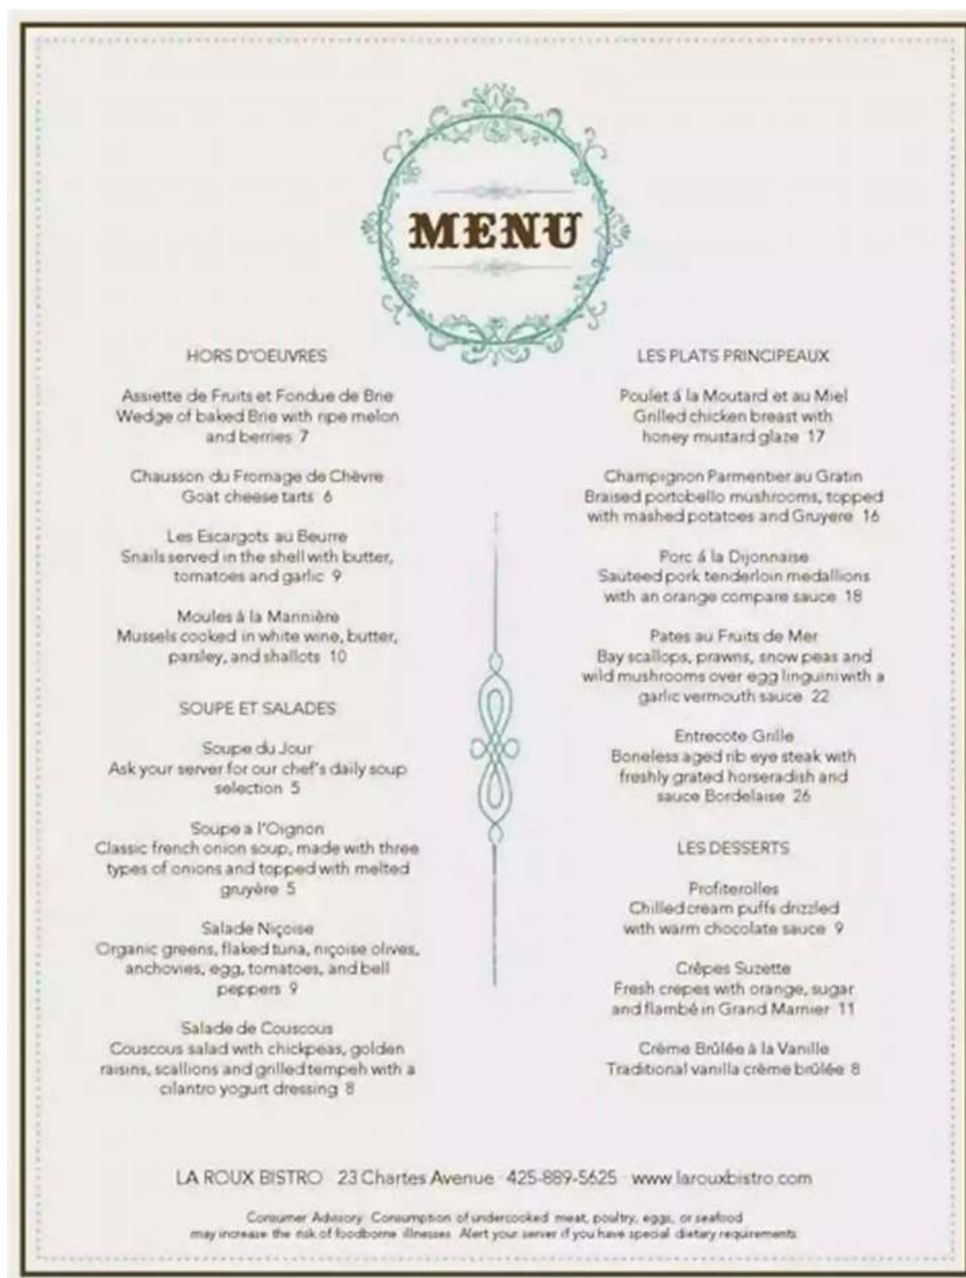 MENU
HORS D'OEUVRES
Assiette de Fruits et Fondue de Brie
Wedge of baked Brie with ripe melon
and berries 7
Chausson du Fromage de Chèvre
Goat cheese tarts 6
Les Escargots au Beurre
Snails served in the shell with butter,
tomatoes and garlic 9
Moules à la Mannière
Mussels cooked in white wine, butter,
parsley, and shallots 10
SOUPE ET SALADES
Soupe du Jour
Ask your server for our chef's daily soup
selection 5
Soupe a l'Oignon
Classic french onion soup, made with three
types of onions and topped with melted
gruyère 5
Salade Niçoise
Organic greens, flaked tuna, niçoise olives,
anchovies, egg, tomatoes, and bell
peppers 9
Salade de Couscous
Couscous salad with chickpeas, golden
raisins, scallions and grilled tempeh with a
cilantro yogurt dressing 8
LES PLATS PRINCIPEAUX
Poulet á la Moutard et au Miel
Grilled chicken breast with
honey mustard glaze 17
Champignon Parmentier au Gratin
Braised portobello mushrooms, topped
with mashed potatoes and Gruyere 16
Porc á la Dijonnaise
Sauteed pork tenderloin medallions
with an orange compare sauce 18
Pates au Fruits de Mer
Bay scallops, prawns, snow peas and
wild mushrooms over egg linguini with a
garlic vermouth sauce 22
Entrecote Grille
Boneless aged rib eye steak with
freshly grated horseradish and
sauce Bordelaise 26
LES DESSERTS
Profiterolles
Chilled cream puffs drizzled
with warm chocolate sauce 9
Crêpes Suzette
Fresh crepes with orange, sugar
and flambé in Grand Marnier 11
Crème Brûlée à la Vanille
Traditional vanilla crème brûlée 8
LA ROUX BISTRO · 23 Chartes Avenue · 425-889-5625 · www.larouxbistro.com
Consumer Advisory: Consumption of undercooked meat, poultry, eggs, or seafood
may increase the risk of foodborne illnesses. Alert your server if you have special dietary requirements.